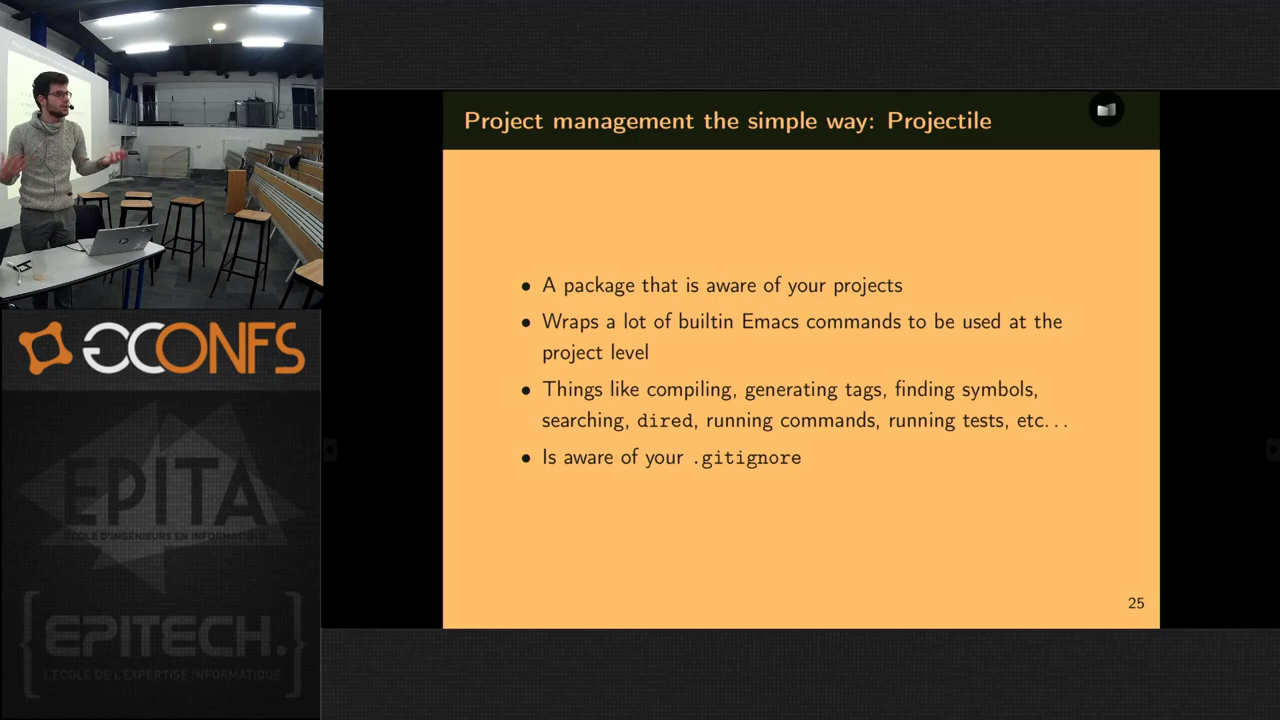 Project management the simple way: Projectile
• A package that is aware of your projects
• Wraps a lot of builtin Emacs commands to be used at the
project level
• Things like compiling, generating tags, finding symbols,
searching, dired, running commands, running tests, etc...
• Is aware of your .gitignore
25
GCONFS
EPITA
ÉCOLE D'INGÉNIEURS EN INFORMATIQUE
{EPITECH.}
L'ÉCOLE DE L'EXPERTISE INFORMATIQUE